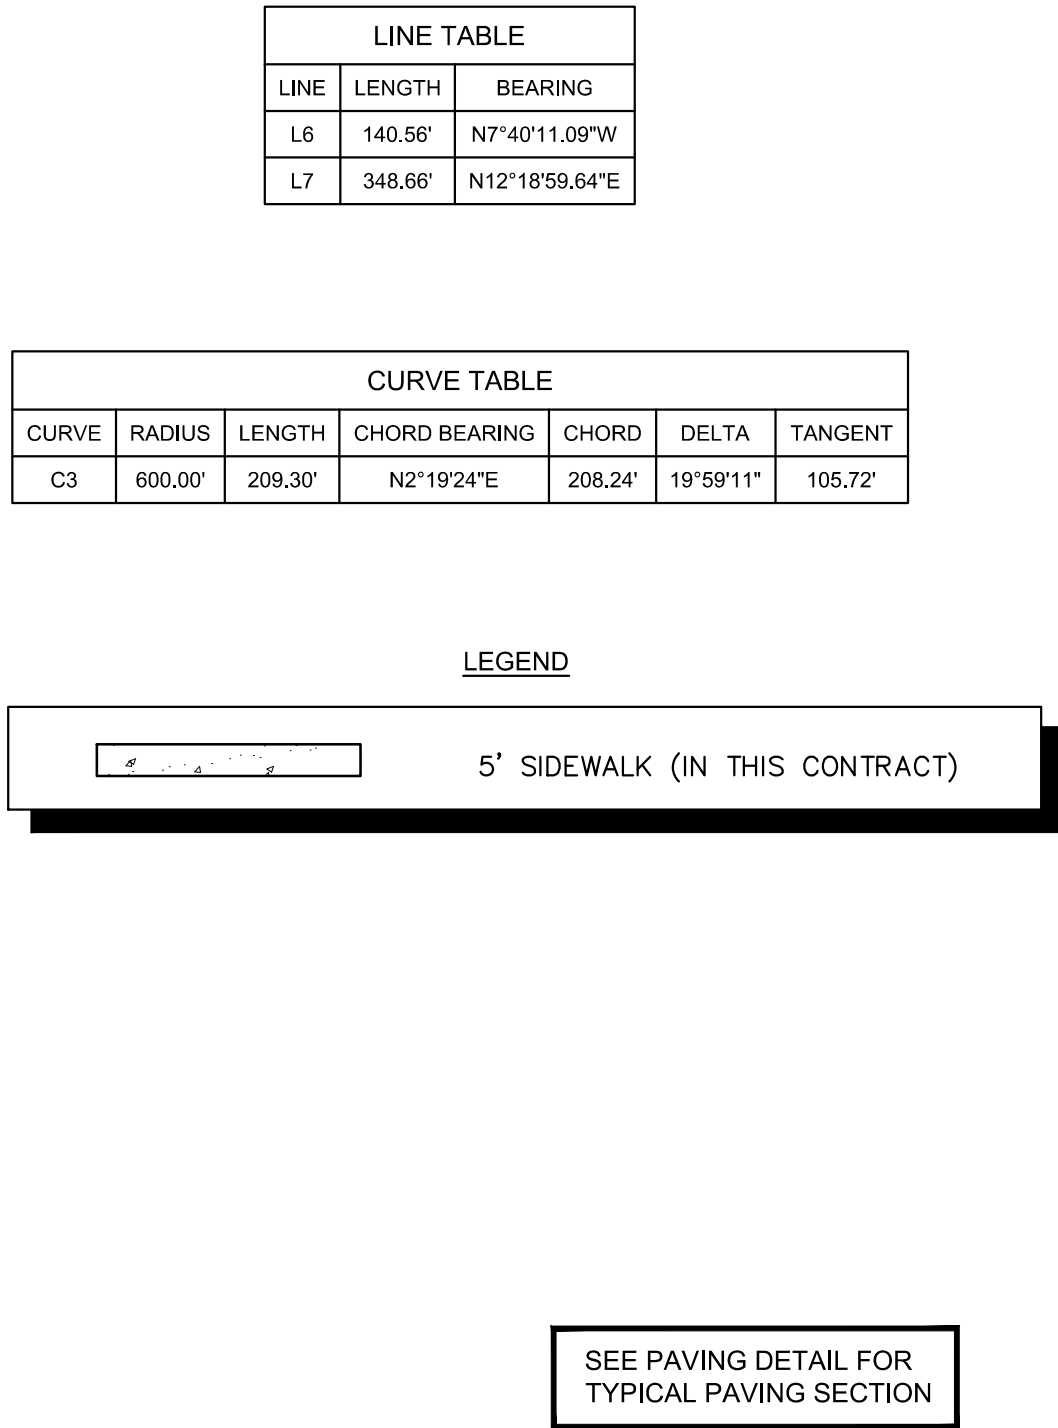 LINE TABLE
LINE LENGTH BEARING
L6 140.56' N7°40'11.09"W
L7 348.66' N12°18'59.64"E
CURVE TABLE
CURVE RADIUS LENGTH CHORD BEARING CHORD DELTA TANGENT
C3 600.00' 209.30' N2°19'24"E 208.24' 19°59'11" 105.72'
LEGEND
5' SIDEWALK (IN THIS CONTRACT)
SEE PAVING DETAIL FOR
TYPICAL PAVING SECTION